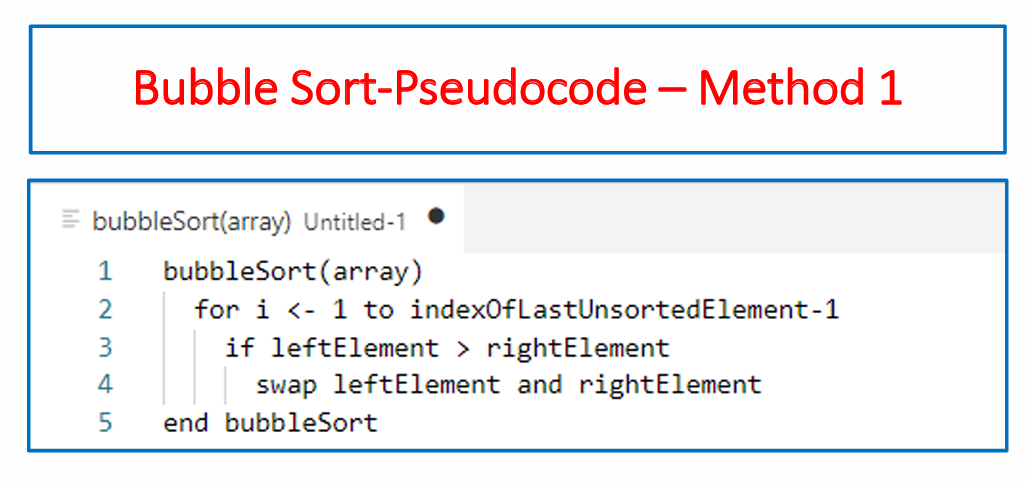 Bubble Sort-Pseudocode – Method 1
bubbleSort(array) Untitled-1
1 bubbleSort(array)
2 for i <- 1 to indexOfLastUnsortedElement-1
3 if leftElement > rightElement
4 swap leftElement and rightElement
5 end bubbleSort